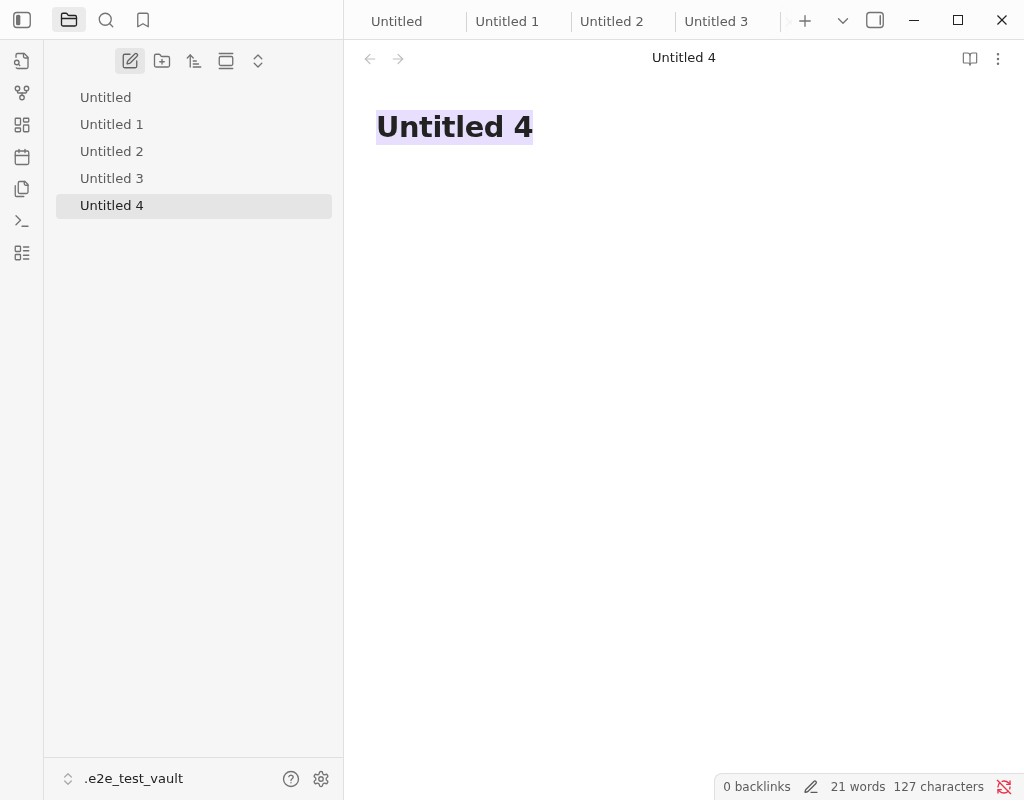 Untitled
Untitled 1
Untitled 2
Untitled 3
Untitled 4
Untitled
Untitled 1
Untitled 2
Untitled 3
Untitled 4
Untitled 4
.e2e_test_vault
0 backlinks
21 words
127 characters